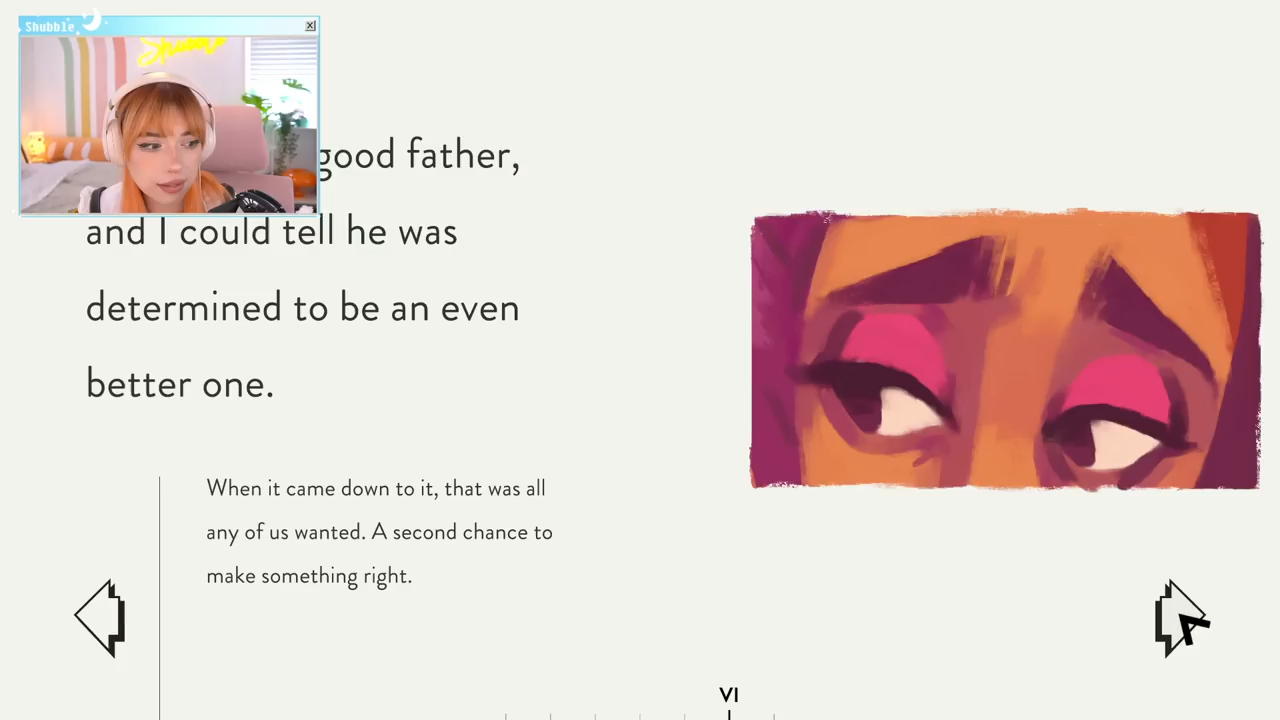 Shubble
Shubble
good father,
and I could tell he was
determined to be an even
better one.
When it came down to it, that was all
any of us wanted. A second chance to
make something right.
VI